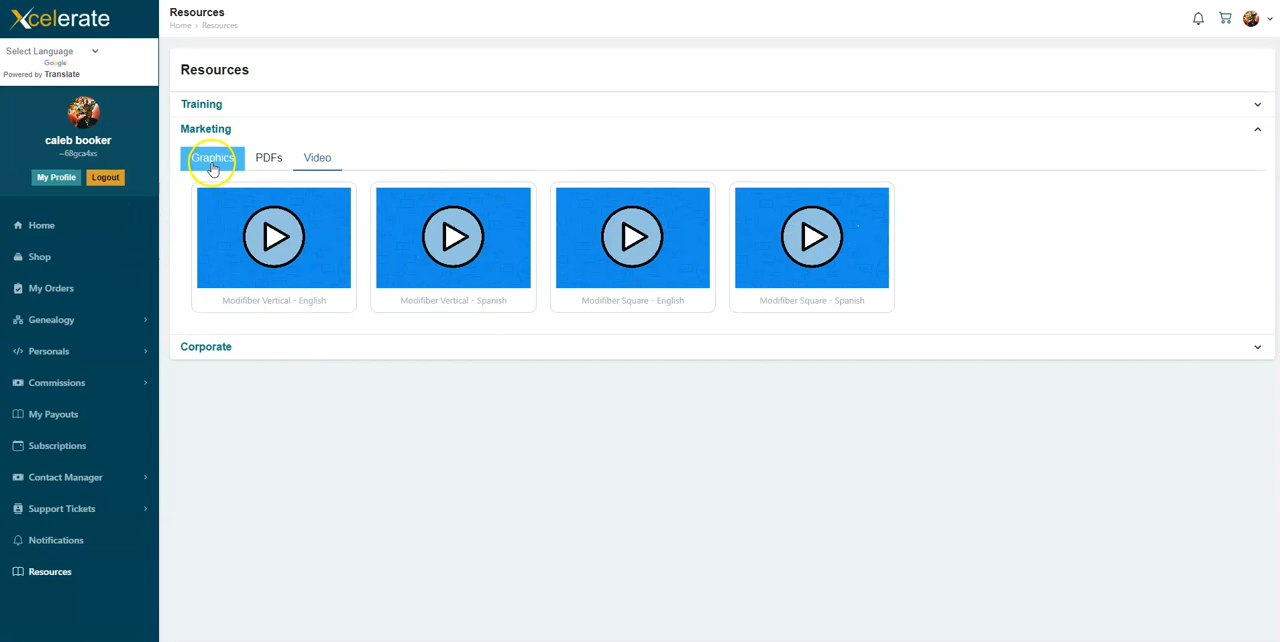 Xcelerate
Resources
Home > Resources
Select Language
Google
Powered by Translate
caleb booker
~68gca4xs
My Profile
Logout
Home
Shop
My Orders
Genealogy
Personals
Commissions
My Payouts
Subscriptions
Contact Manager
Support Tickets
Notifications
Resources
Resources
Training
Marketing
Graphics PDFs Video
Modifiber Vertical - English
Modifiber Vertical - Spanish
Modifiber Square - English
Modifiber Square - Spanish
Corporate